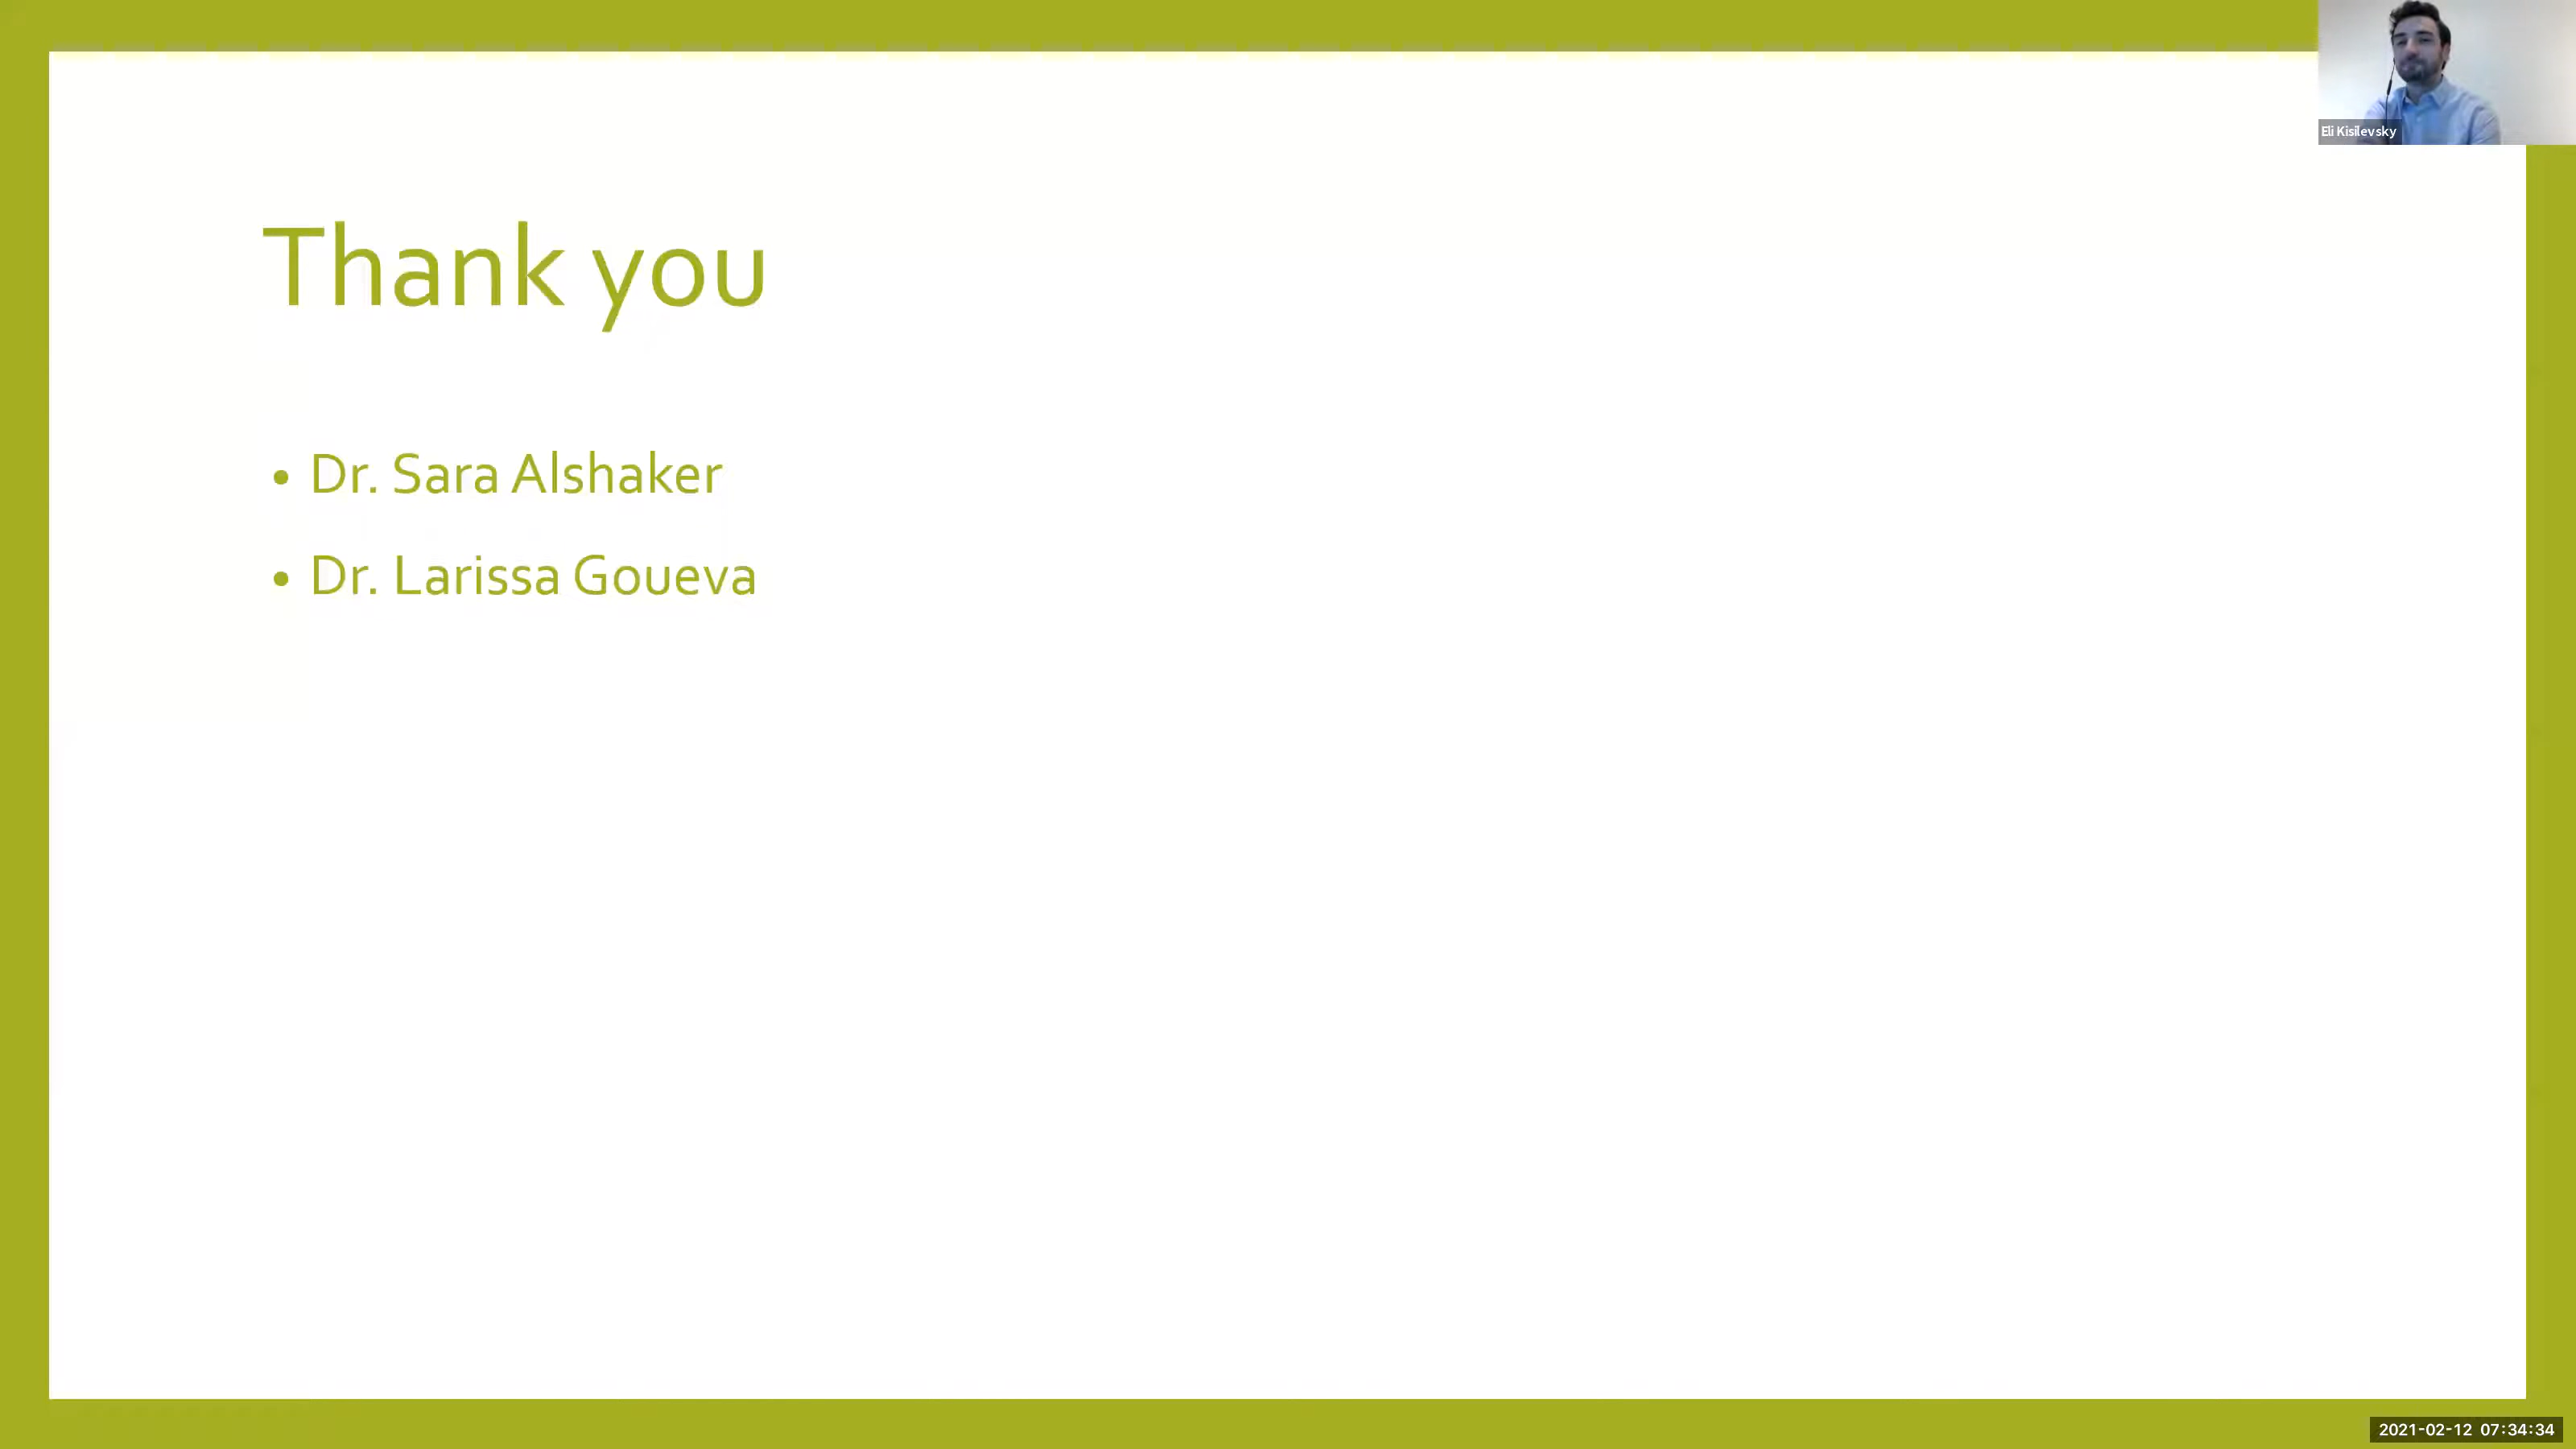 Eli Kisilevsky
Thank you
• Dr. Sara Alshaker
• Dr. Larissa Goueva
2021-02-12 07:34:34